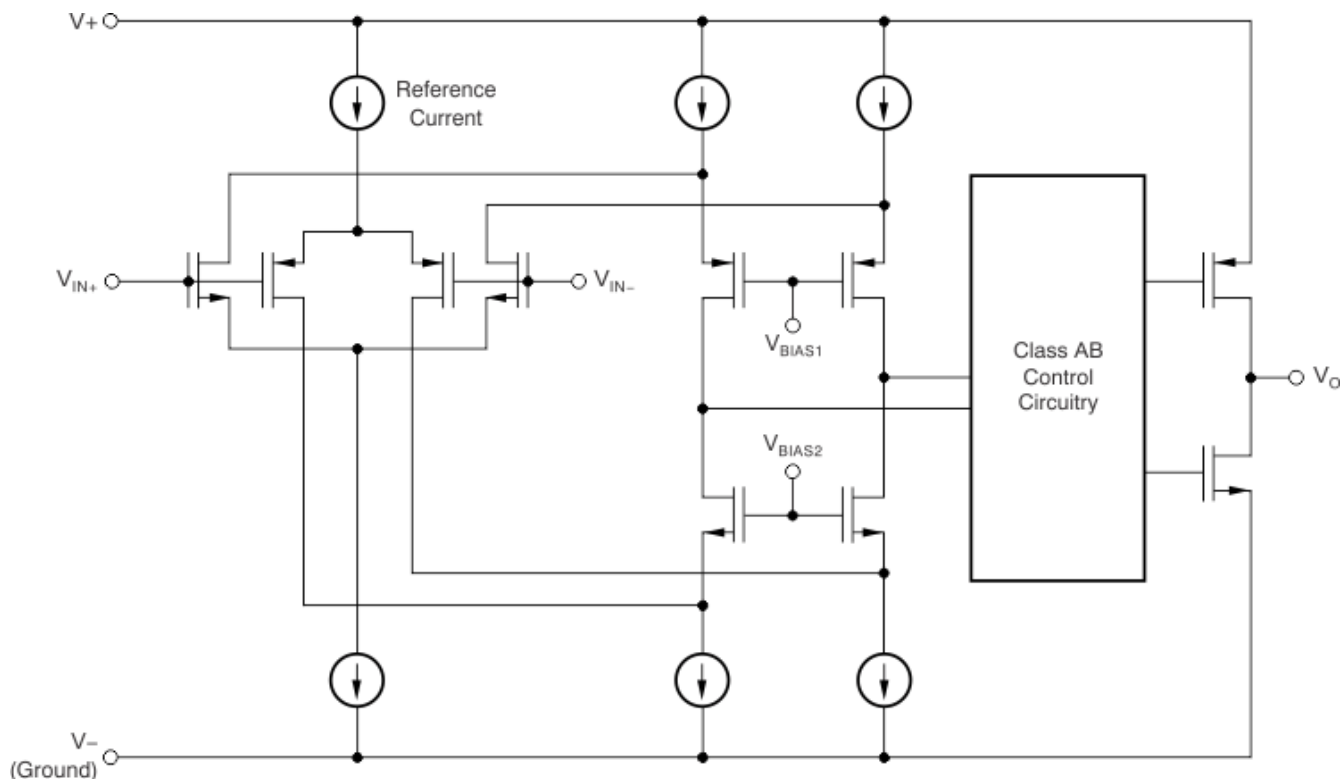 V+
Reference
Current
VIN+
VIN−
VBIAS1
Class AB
Control
Circuitry
VO
VBIAS2
V−
(Ground)